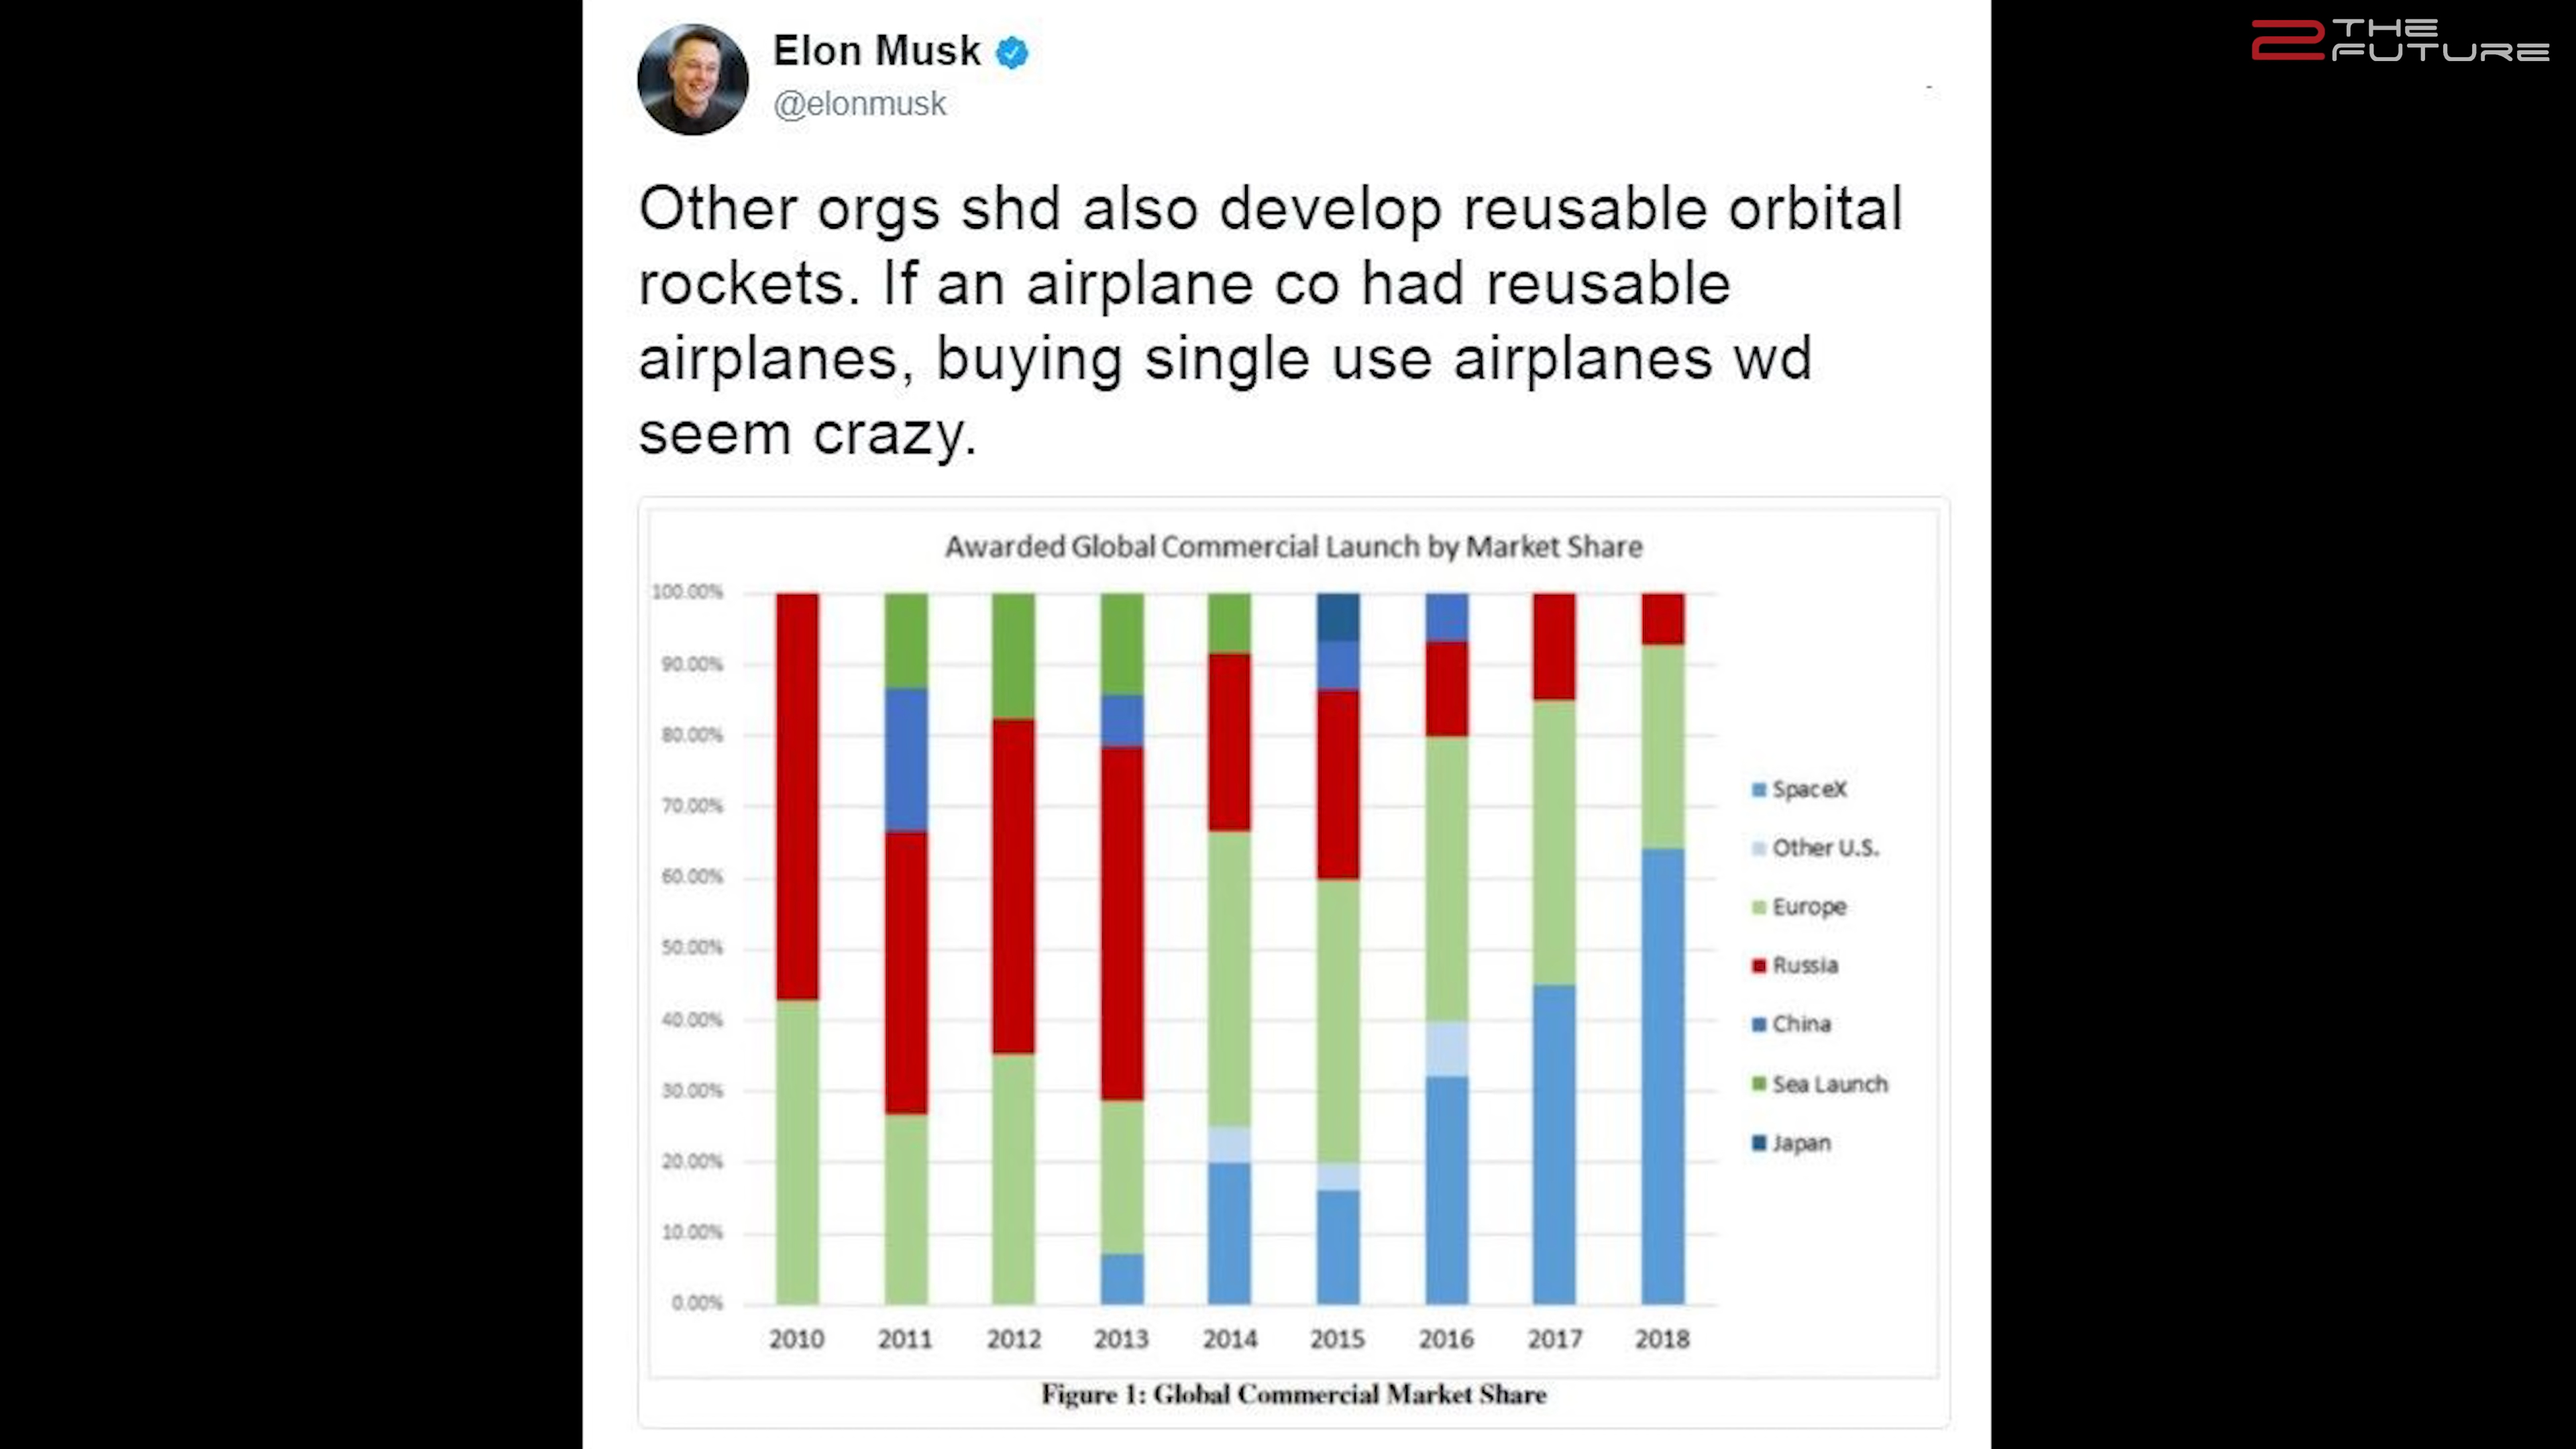 2 THE
FUTURE
Elon Musk
@elonmusk
Other orgs shd also develop reusable orbital
rockets. If an airplane co had reusable
airplanes, buying single use airplanes wd
seem crazy.
Awarded Global Commercial Launch by Market Share
100.00%
90.00%
80.00%
70.00%
60.00%
50.00%
40.00%
30.00%
20.00%
10.00%
0.00%
2010 2011 2012 2013 2014 2015 2016 2017 2018
SpaceX
Other U.S.
Europe
Russia
China
Sea Launch
Japan
Figure 1: Global Commercial Market Share